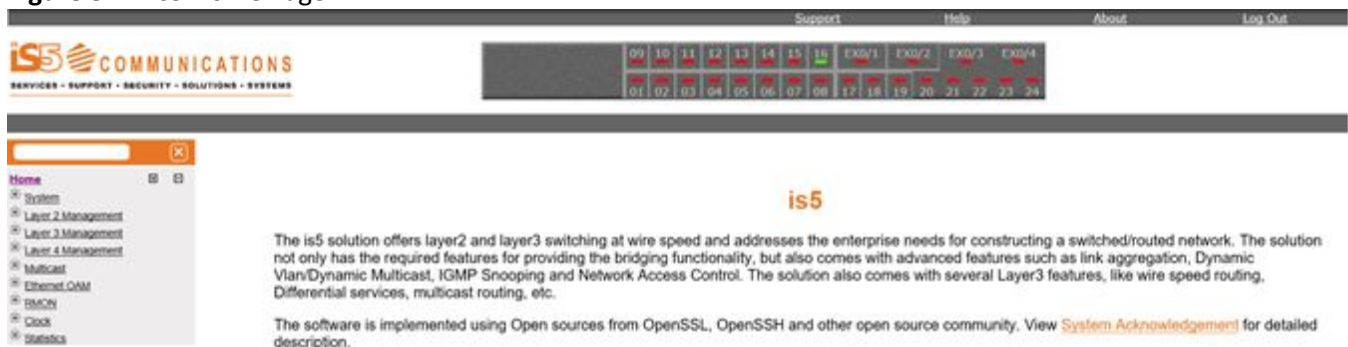 Support Help About Log Out
iS5 COMMUNICATIONS
SERVICES • SUPPORT • SECURITY • SOLUTIONS • SYSTEMS
09 10 11 12 13 14 15 16 EX0/1 EX0/2 EX0/3 EX0/4
01 02 03 04 05 06 07 08 17 18 19 20 21 22 23 24
Home
System
Layer 2 Management
Layer 3 Management
Layer 4 Management
Multicast
Ethernet OAM
RMON
Clock
Statistics
is5
The is5 solution offers layer2 and layer3 switching at wire speed and addresses the enterprise needs for constructing a switched/routed network. The solution
not only has the required features for providing the bridging functionality, but also comes with advanced features such as link aggregation, Dynamic
Vlan/Dynamic Multicast, IGMP Snooping and Network Access Control. The solution also comes with several Layer3 features, like wire speed routing,
Differential services, multicast routing, etc.
The software is implemented using Open sources from OpenSSL, OpenSSH and other open source community. View System Acknowledgement for detailed
description.